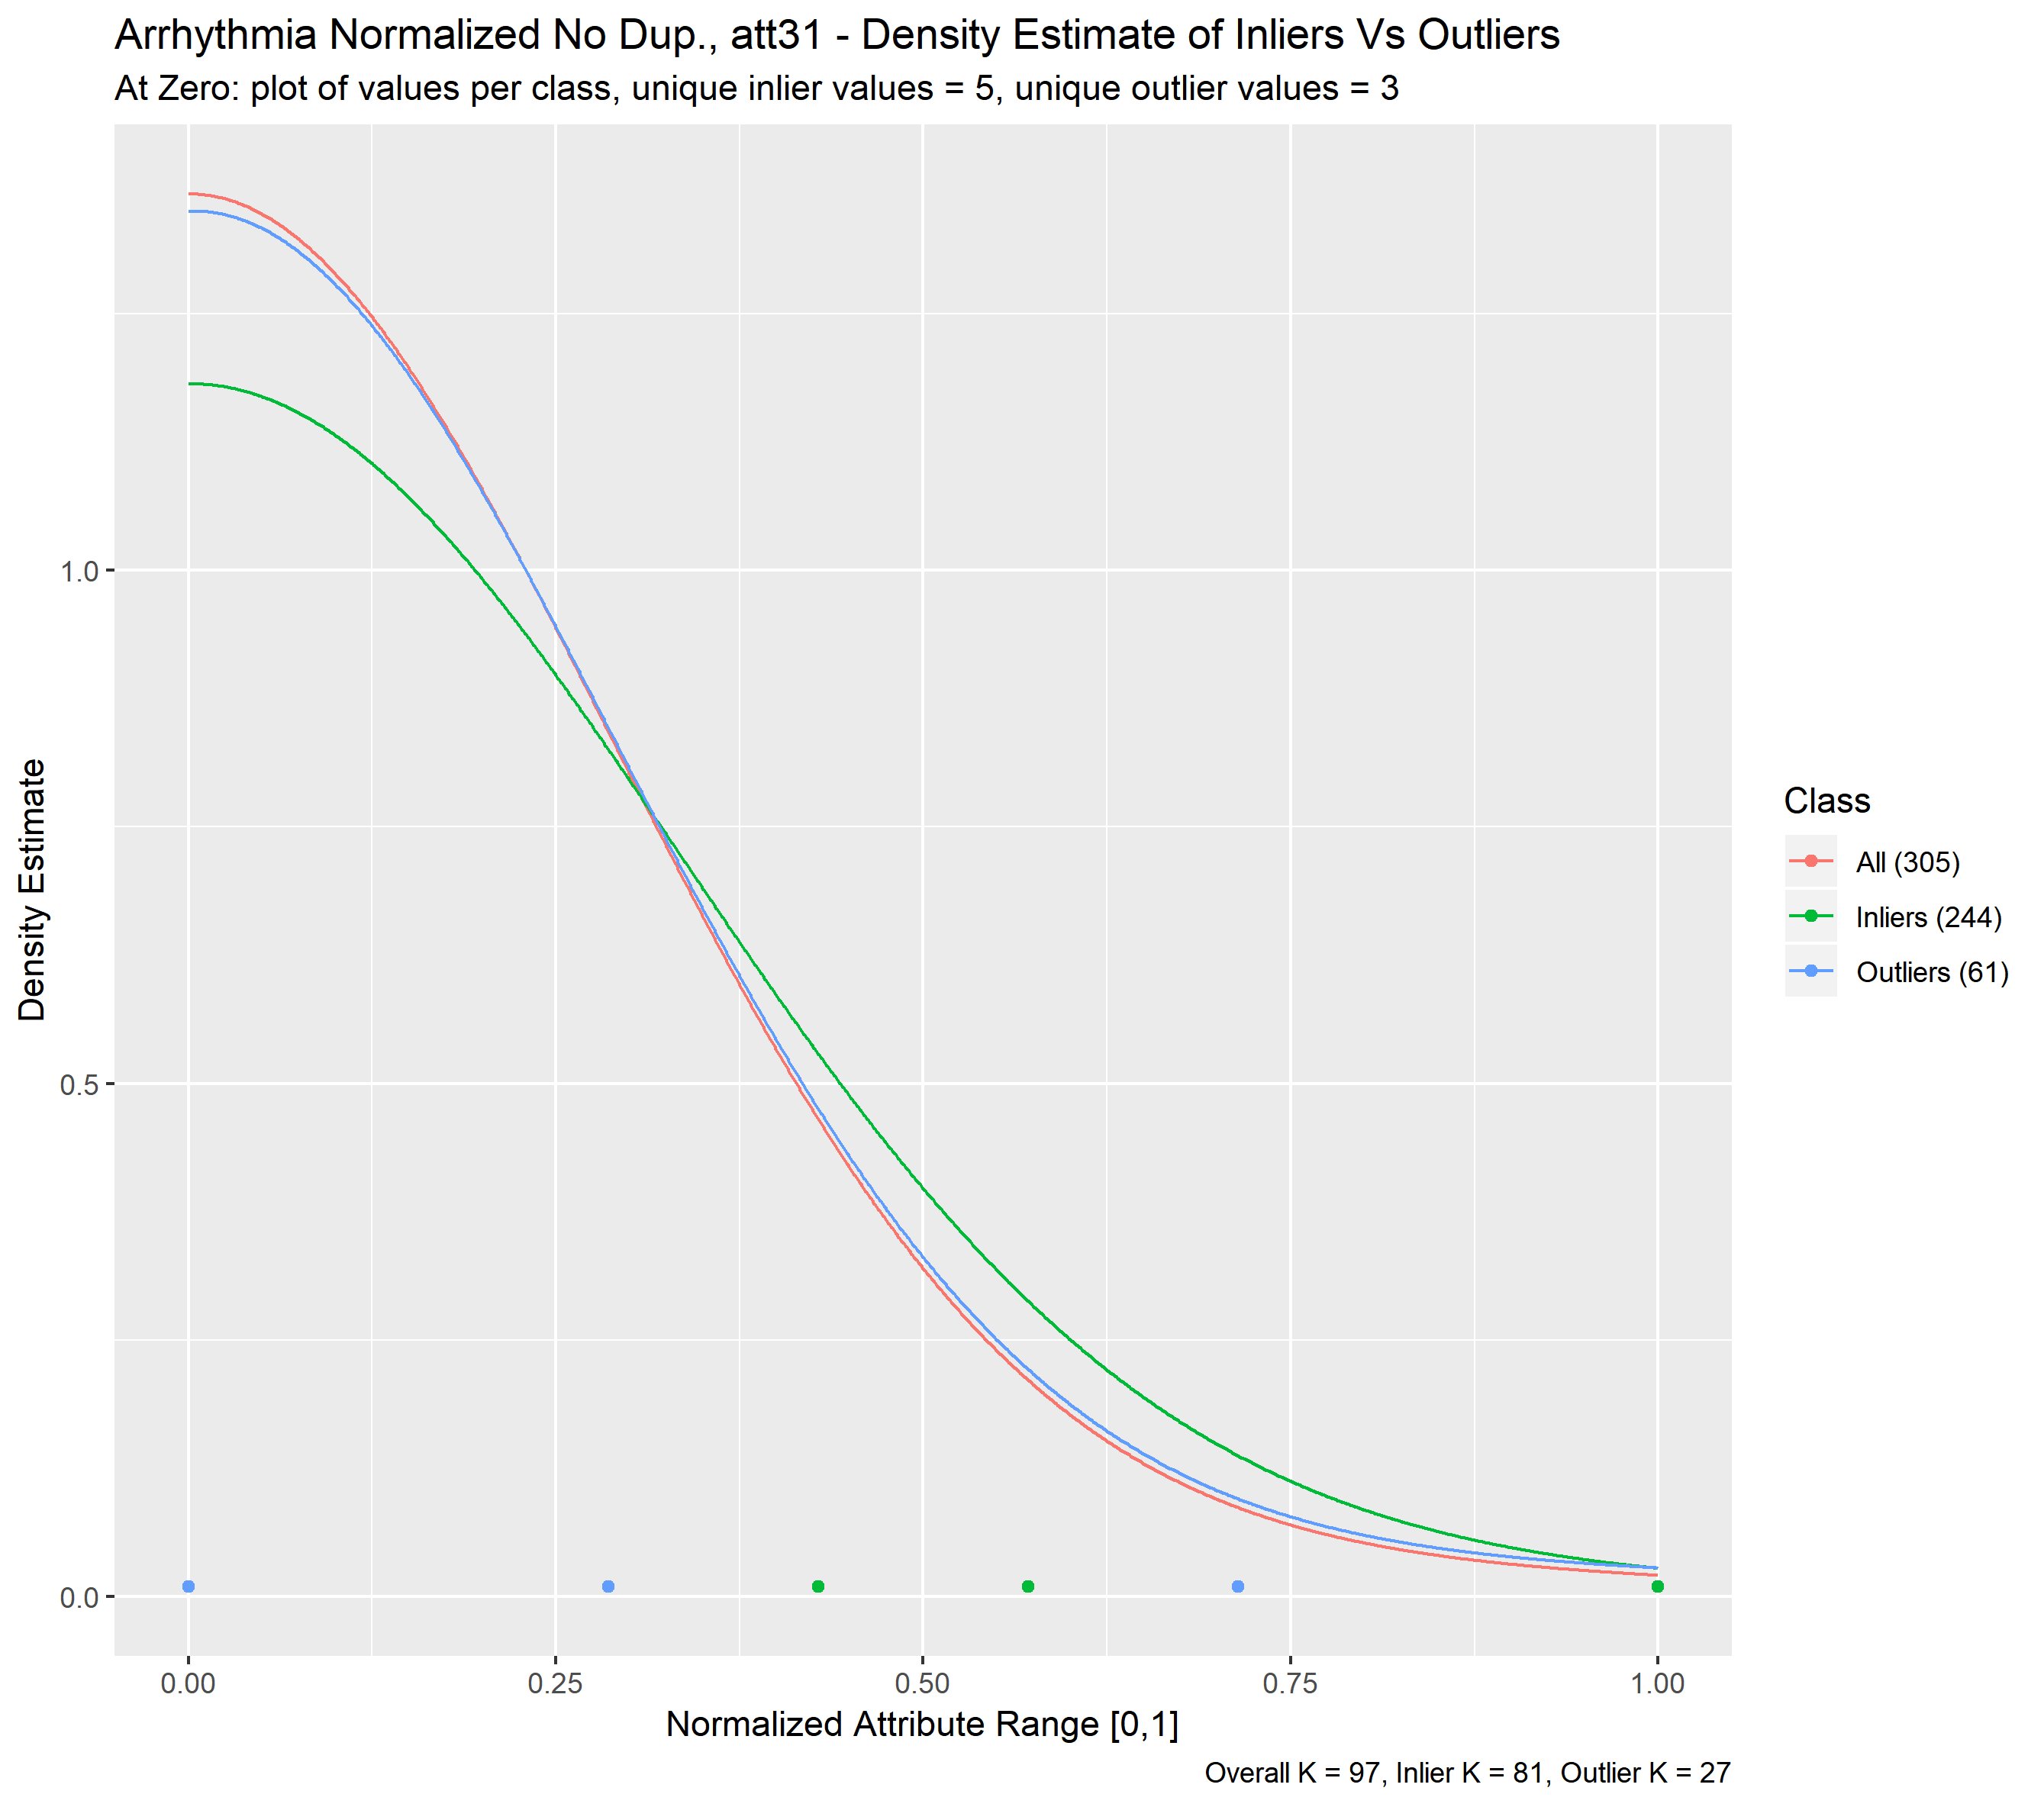 Arrhythmia Normalized No Dup., att31 - Density Estimate of Inliers Vs Outliers
At Zero: plot of values per class, unique inlier values = 5, unique outlier values = 3
Density Estimate
1.0
0.5
0.0
0.00
0.25
0.50
0.75
1.00
Normalized Attribute Range [0,1]
Class
All (305)
Inliers (244)
Outliers (61)
Overall K = 97, Inlier K = 81, Outlier K = 27